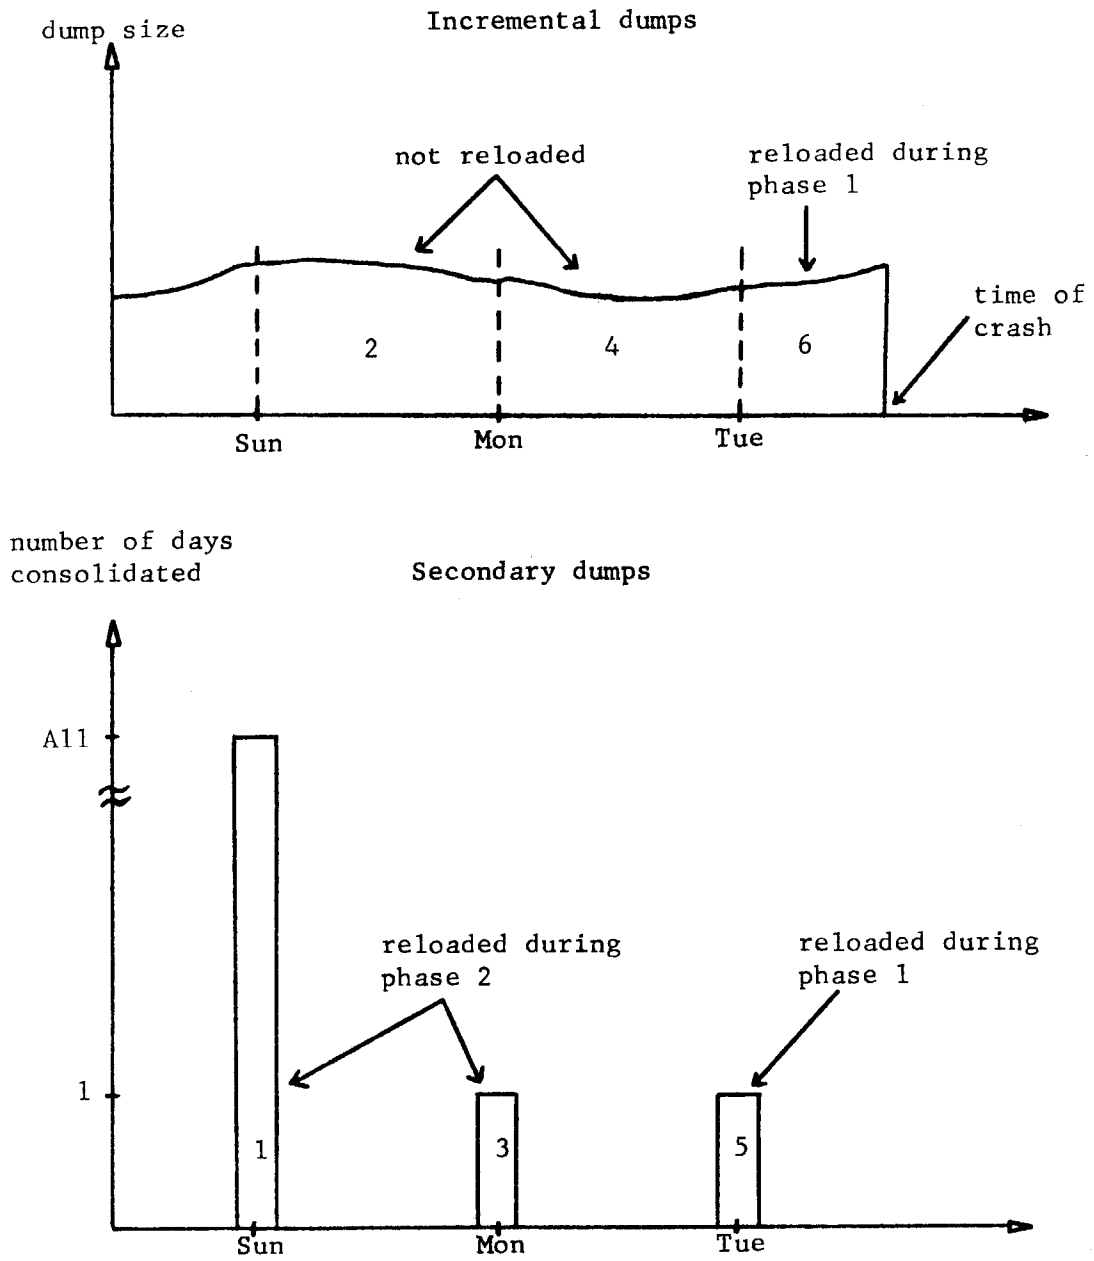 Incremental dumps
dump size
not reloaded
reloaded during
phase 1
time of
crash
2
4
6
Sun
Mon
Tue
number of days
consolidated
Secondary dumps
All
reloaded during
phase 2
reloaded during
phase 1
1
1
3
5
Sun
Mon
Tue